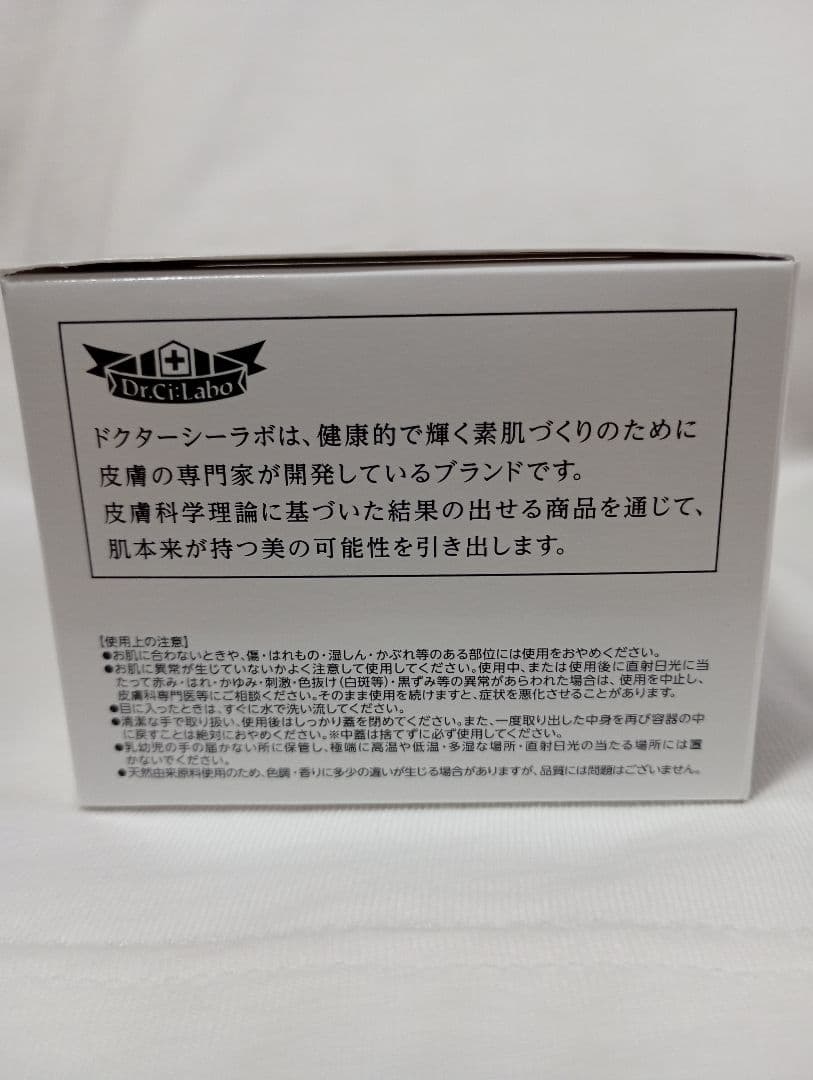 Dr.Ci:Labo
ドクターシーラボは、健康的で輝く素肌づくりのために
皮膚の専門家が開発しているブランドです。
皮膚科学理論に基づいた結果の出せる商品を通じて、
肌本来が持つ美の可能性を引き出します。
【使用上の注意】
●お肌に合わないときや、傷・はれもの・湿しん・かぶれ等のある部位には使用をおやめください。
●お肌に異常が生じていないかよく注意して使用してください。使用中、または使用後に直射日光に当
たって赤み・はれ・かゆみ・刺激・色抜け(白斑等)・黒ずみ等の異常があらわれた場合は、使用を中止し、
皮膚科専門医等にご相談ください。そのまま使用を続けますと、症状を悪化させることがあります。
●目に入ったときは、すぐに水で洗い流してください。
●清潔な手で取り扱い、使用後はしっかり蓋を閉めてください。また、一度取り出した中身を再び容器の中
に戻すことは絶対におやめください。※中蓋は捨てずに必ず使用してください。
●乳幼児の手の届かない所に保管し、極端に高温や低温・多湿な場所・直射日光の当たる場所には置
かないでください。
●天然由来原料使用のため、色調・香りに多少の違いが生じる場合がありますが、品質には問題はございません。